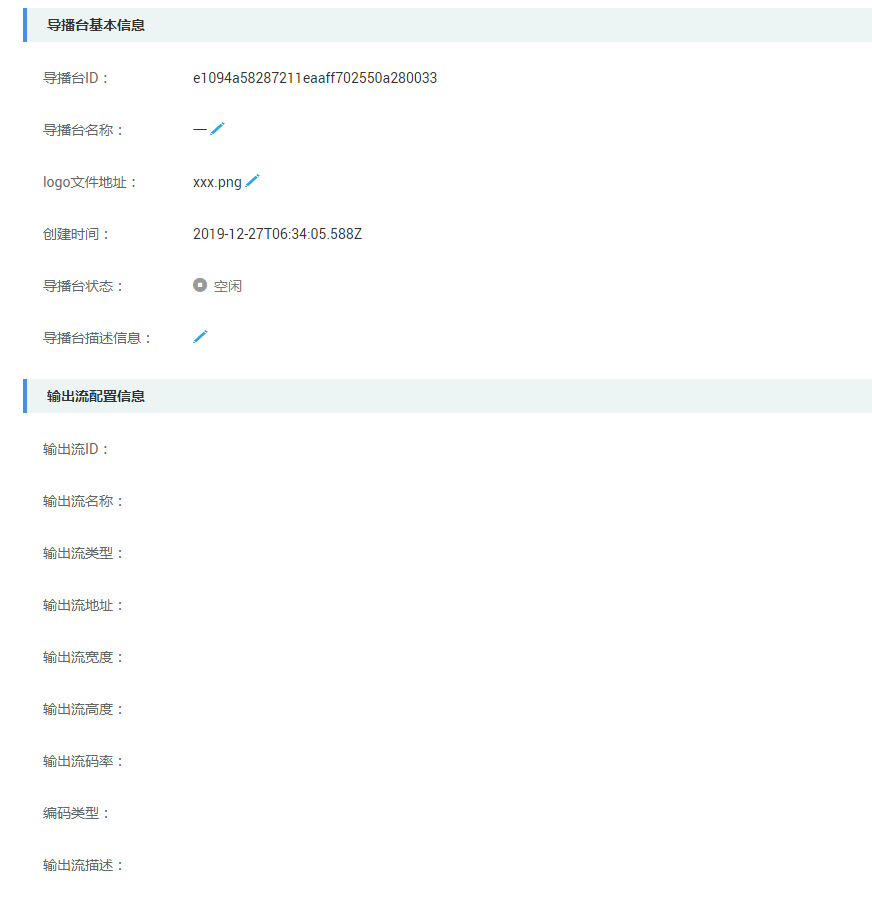 导播台基本信息
导播台ID： e1094a58287211eaaff702550a280033
导播台名称： 一
logo文件地址： xxx.png
创建时间： 2019-12-27T06:34:05.588Z
导播台状态： 空闲
导播台描述信息：
输出流配置信息
输出流ID：
输出流名称：
输出流类型：
输出流地址：
输出流宽度：
输出流高度：
输出流码率：
编码类型：
输出流描述：